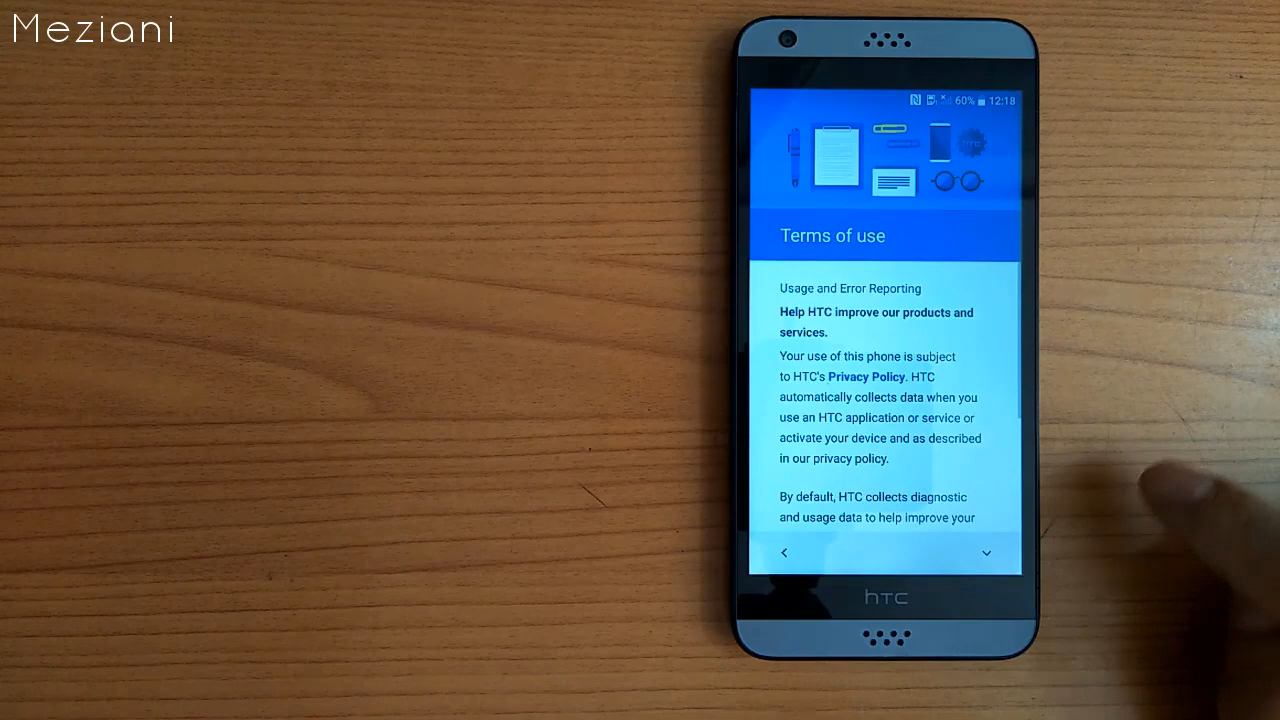 Meziani
60% 12:18
Terms of use
Usage and Error Reporting
Help HTC improve our products and
services.
Your use of this phone is subject
to HTC's Privacy Policy. HTC
automatically collects data when you
use an HTC application or service or
activate your device and as described
in our privacy policy.
By default, HTC collects diagnostic
and usage data to help improve your
hTC